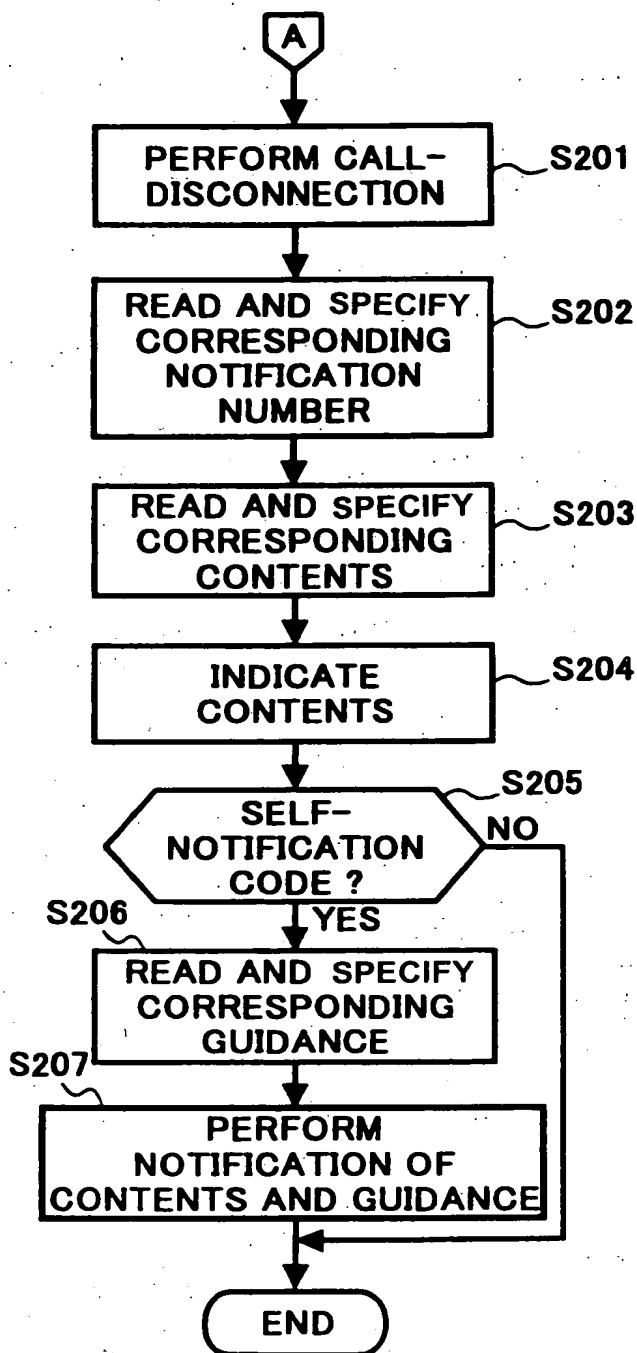 A
PERFORM CALL-
DISCONNECTION
S201
READ AND SPECIFY
CORRESPONDING
NOTIFICATION
NUMBER
S202
READ AND SPECIFY
CORRESPONDING
CONTENTS
S203
INDICATE
CONTENTS
S204
SELF-
NOTIFICATION
CODE ?
S205
NO
YES
S206
READ AND SPECIFY
CORRESPONDING
GUIDANCE
S207
PERFORM
NOTIFICATION OF
CONTENTS AND GUIDANCE
END